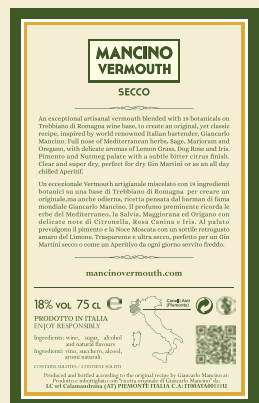 MANCINO
VERMOUTH
SECCO
An exceptional artisanal vermouth blended with 19 botanicals on
Trebbiano di Romagna wine base, to create an original, yet classic
recipe, inspired by world renowned Italian bartender, Giancarlo
Mancino. Full nose of Mediterranean herbs, Sage, Marjoram and
Oregano, with delicate aromas of Lemon Grass, Dog Rose and Iris.
Pimento and Nutmeg palate with a subtle bitter citrus finish.
Clear and super dry, perfect for dry Gin Martini or as an all day
chilled Aperitif.
Un eccezionale Vermouth artigianale miscelato con 19 ingredienti
botanici su una base di Trebbiano di Romagna per creare un
originale,ma anche odierna, ricetta pensata dal barman di fama
mondiale Giancarlo Mancino. Il profumo prominente ricorda le
erbe del Mediterraneo, la Salvia, Maggiorana ed Origano con
delicate note di Citronella, Rosa Canina e Iris. Al palato
prevalgono il pimento e la Noce Moscata con un sottile retrogusto
amaro del Limone. Trasparente e ultra secco, perfetto per un Gin
Martini secco o come un Aperitivo da ogni giorno servito freddo.
mancinovermouth.com
18% VOL 75 CL e
PRODOTTO IN ITALIA
ENJOY RESPONSIBLY
Ingredients: wine, sugar, alcohol
and natural flavours
Ingredienti: vino, zucchero, alcool,
aromi naturali.
CONTAINS SULFITES / CONTIENE SOLFITI
Canelli Asti
(Piemonte)
Produced and bottled according to the original recipe by Giancarlo Mancino at:
Prodotto e imbottigliato con "ricetta originale di Giancarlo Mancino" da: